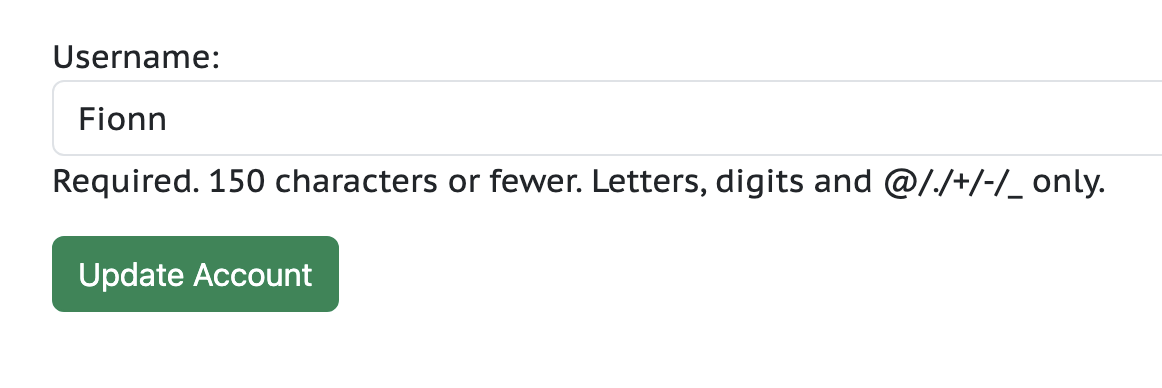 Username:
Fionn
Required. 150 characters or fewer. Letters, digits and @/./+/-/_ only.
Update Account